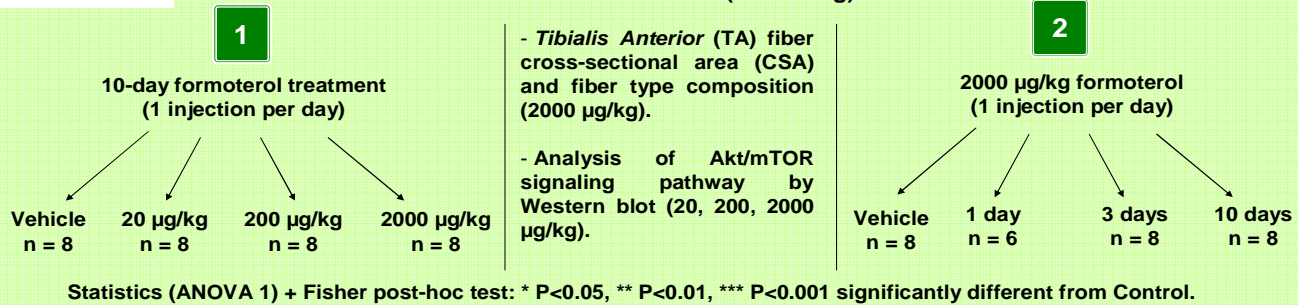 1
10-day formoterol treatment
(1 injection per day)
Vehicle
n = 8
20 µg/kg
n = 8
200 µg/kg
n = 8
2000 µg/kg
n = 8
- Tibialis Anterior (TA) fiber
cross-sectional area (CSA)
and fiber type composition
(2000 µg/kg).
- Analysis of Akt/mTOR
signaling pathway by
Western blot (20, 200, 2000
µg/kg).
2
2000 µg/kg formoterol
(1 injection per day)
Vehicle
n = 8
1 day
n = 6
3 days
n = 8
10 days
n = 8
Statistics (ANOVA 1) + Fisher post-hoc test: * P<0.05, ** P<0.01, *** P<0.001 significantly different from Control.